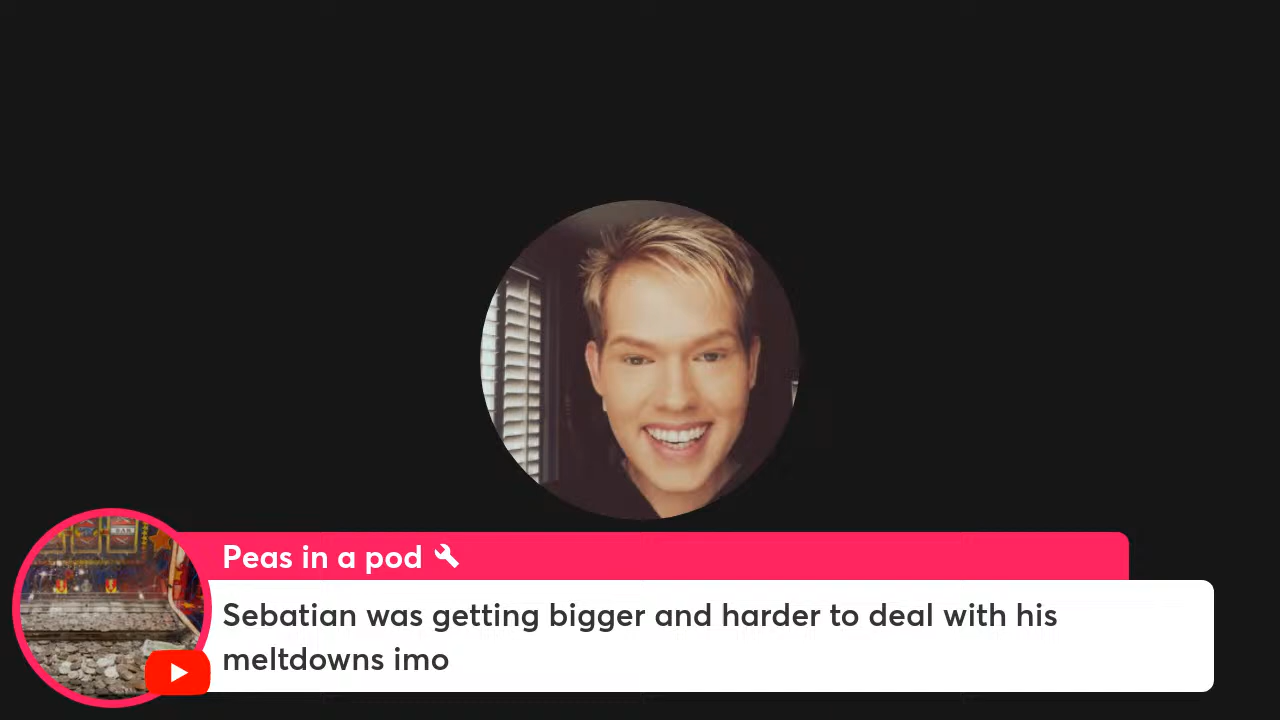 Peas in a pod
Sebatian was getting bigger and harder to deal with his
meltdowns imo